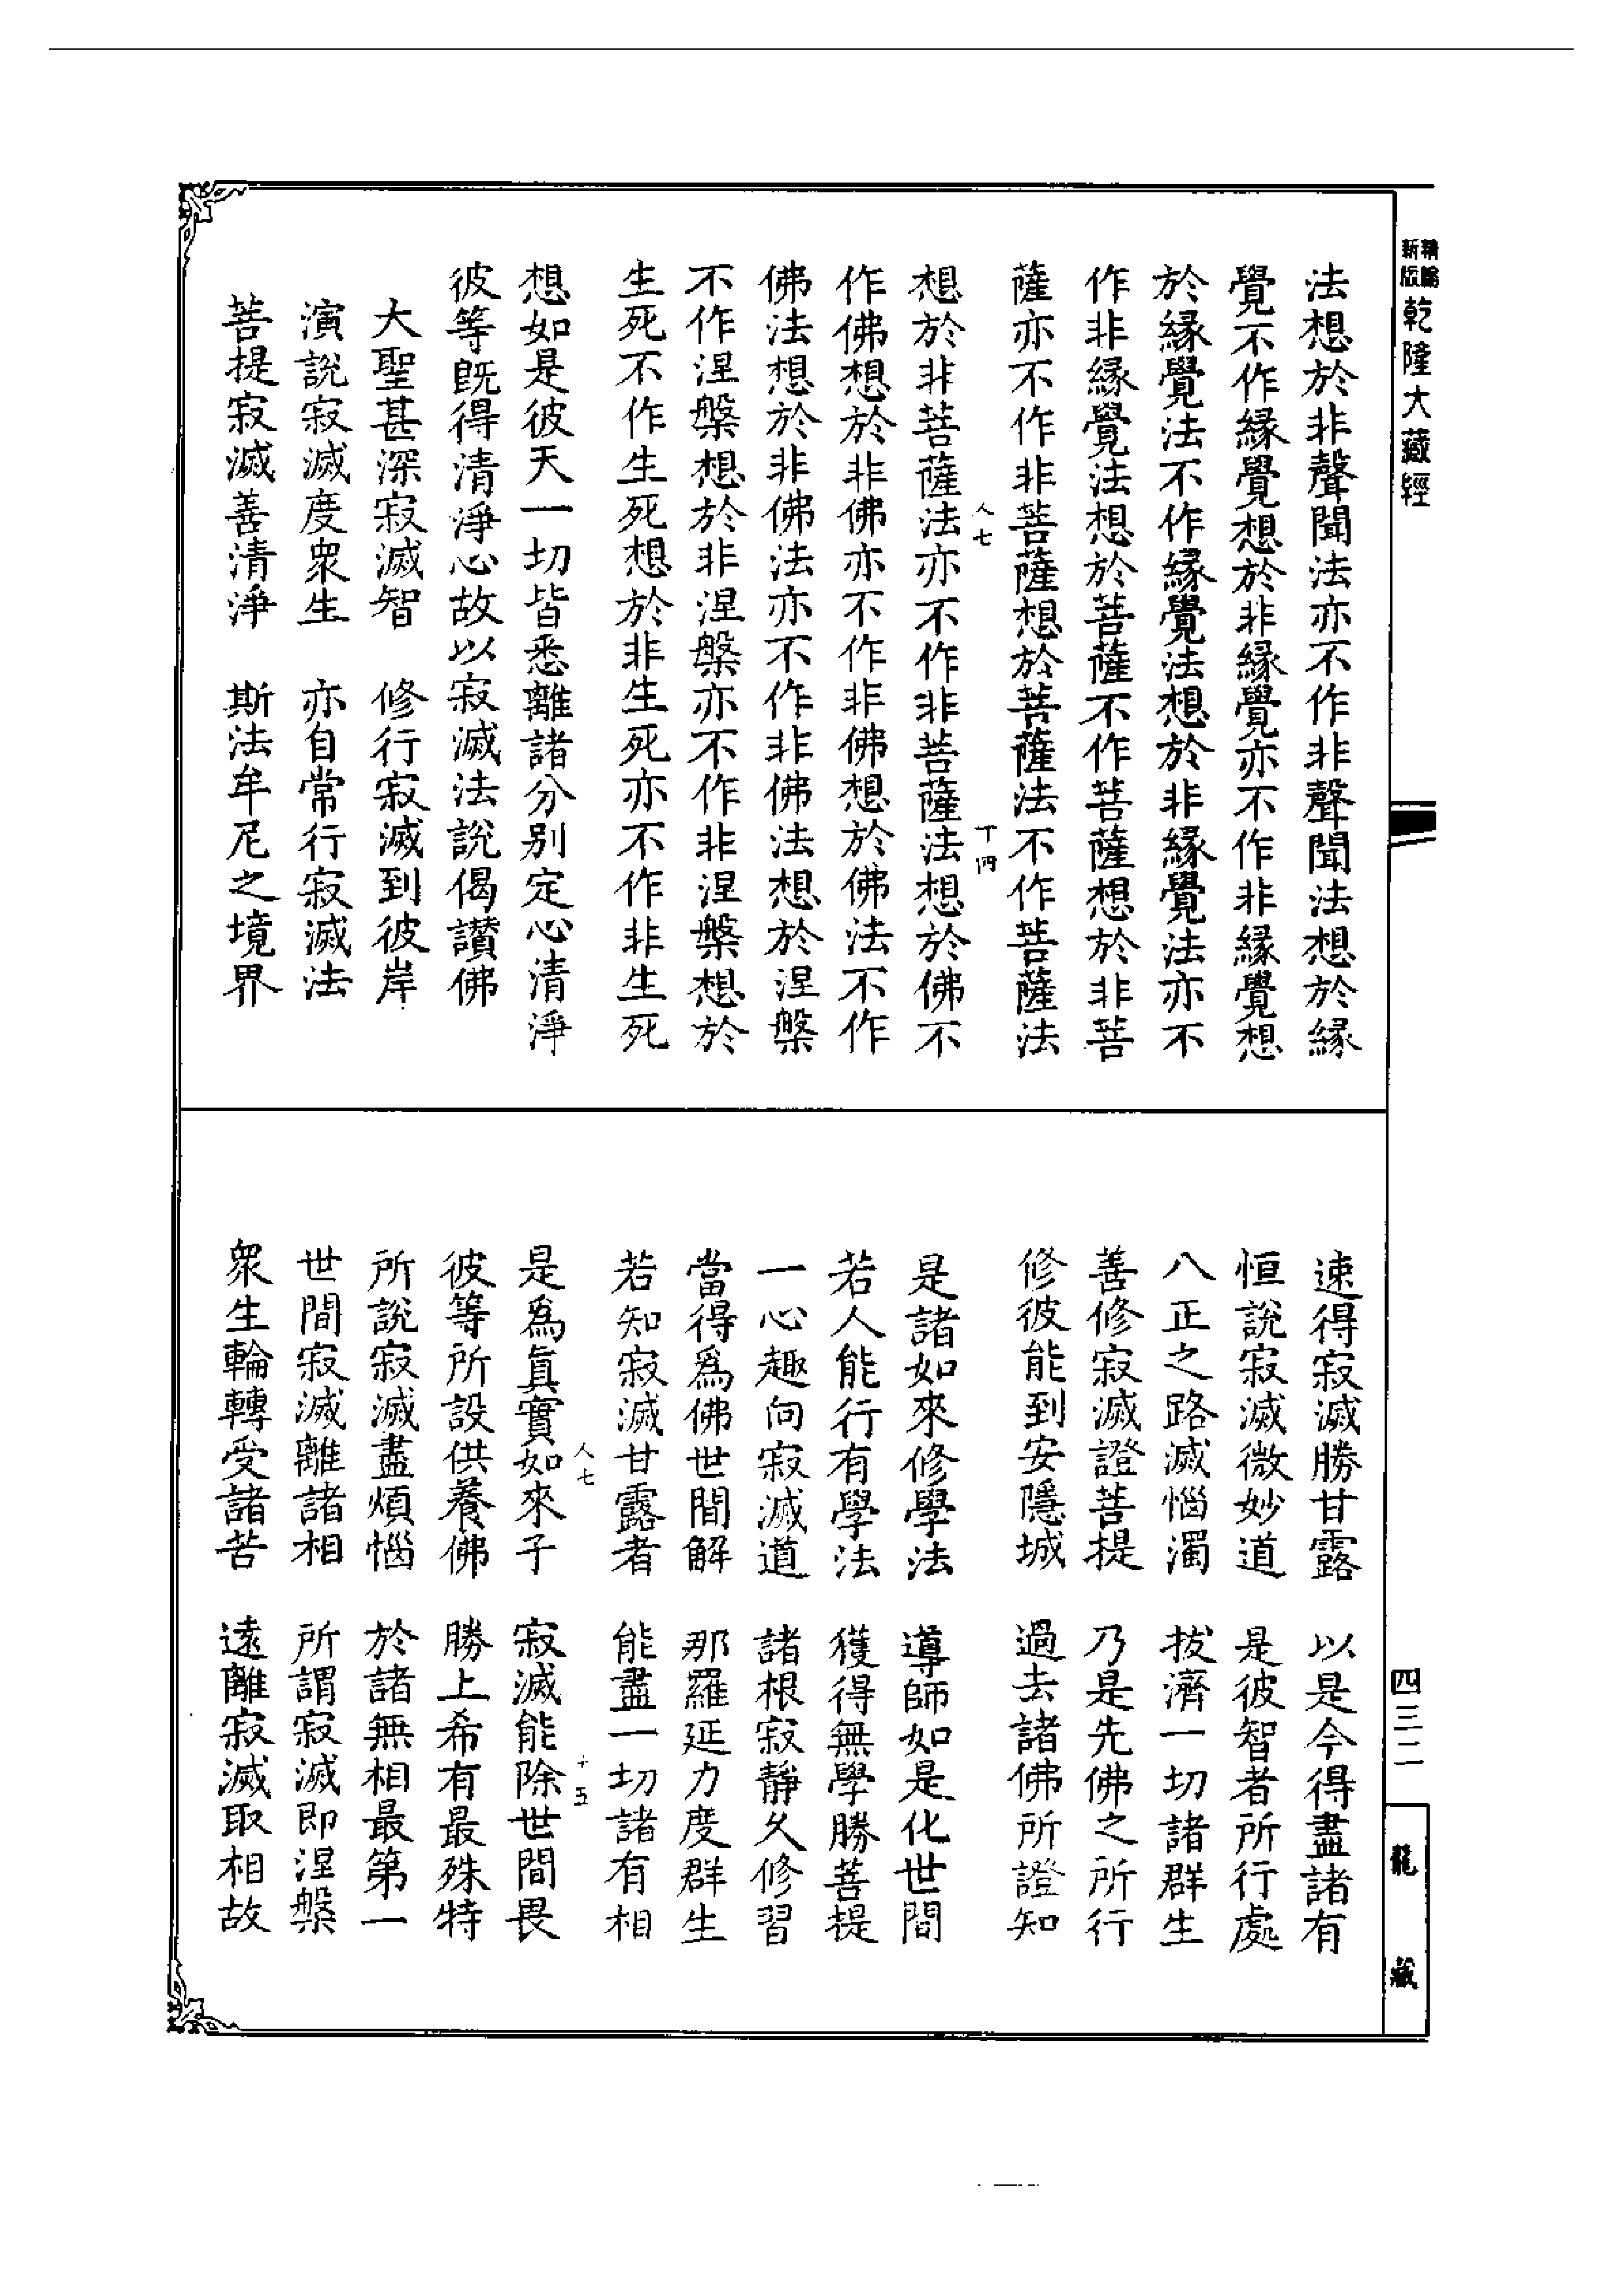 新編
新版
乾隆大藏經
法想於非聲聞法亦不作非聲聞法想於緣
覺不作緣覺想於非緣覺亦不作非緣覺想
於緣覺法不作緣覺法想於非緣覺法亦不
作非緣覺法想於菩薩不作菩薩想於非菩
薩亦不作非菩薩想於菩薩法不作菩薩法
人七
十四
想於非菩薩法亦不作非菩薩法想於佛不
作佛想於非佛亦不作非佛想於佛法不作
佛法想於非佛法亦不作非佛法想於涅槃
不作涅槃想於非涅槃亦不作非涅槃想於
生死不作生死想於非生死亦不作非生死
想如是彼天一切皆悉離諸分別定心清淨
彼等旣得清淨心故以寂滅法說偈讚佛
大聖甚深寂滅智　修行寂滅到彼岸
演說寂滅度衆生　亦自常行寂滅法
菩提寂滅善清淨　斯法牟尼之境界
速得寂滅勝甘露　以是今得盡諸有
恒說寂滅微妙道　是彼智者所行處
八正之路滅惱濁　拔濟一切諸群生
善修寂滅證菩提　乃是先佛之所行
修彼能到安隱城　過去諸佛所證知
是諸如來修學法　導師如是化世間
若人能行有學法　獲得無學勝菩提
一心趣向寂滅道　諸根寂靜久修習
當得爲佛世間解　那羅延力度群生
若知寂滅甘露者　能盡一切諸有相
人七
十五
是爲眞實如來子　寂滅能除世間畏
彼等所設供養佛　勝上希有最殊特
所說寂滅盡煩惱　於諸無相最第一
世間寂滅離諸相　所謂寂滅即涅槃
衆生輪轉受諸苦　遠離寂滅取相故
四三二
龍藏